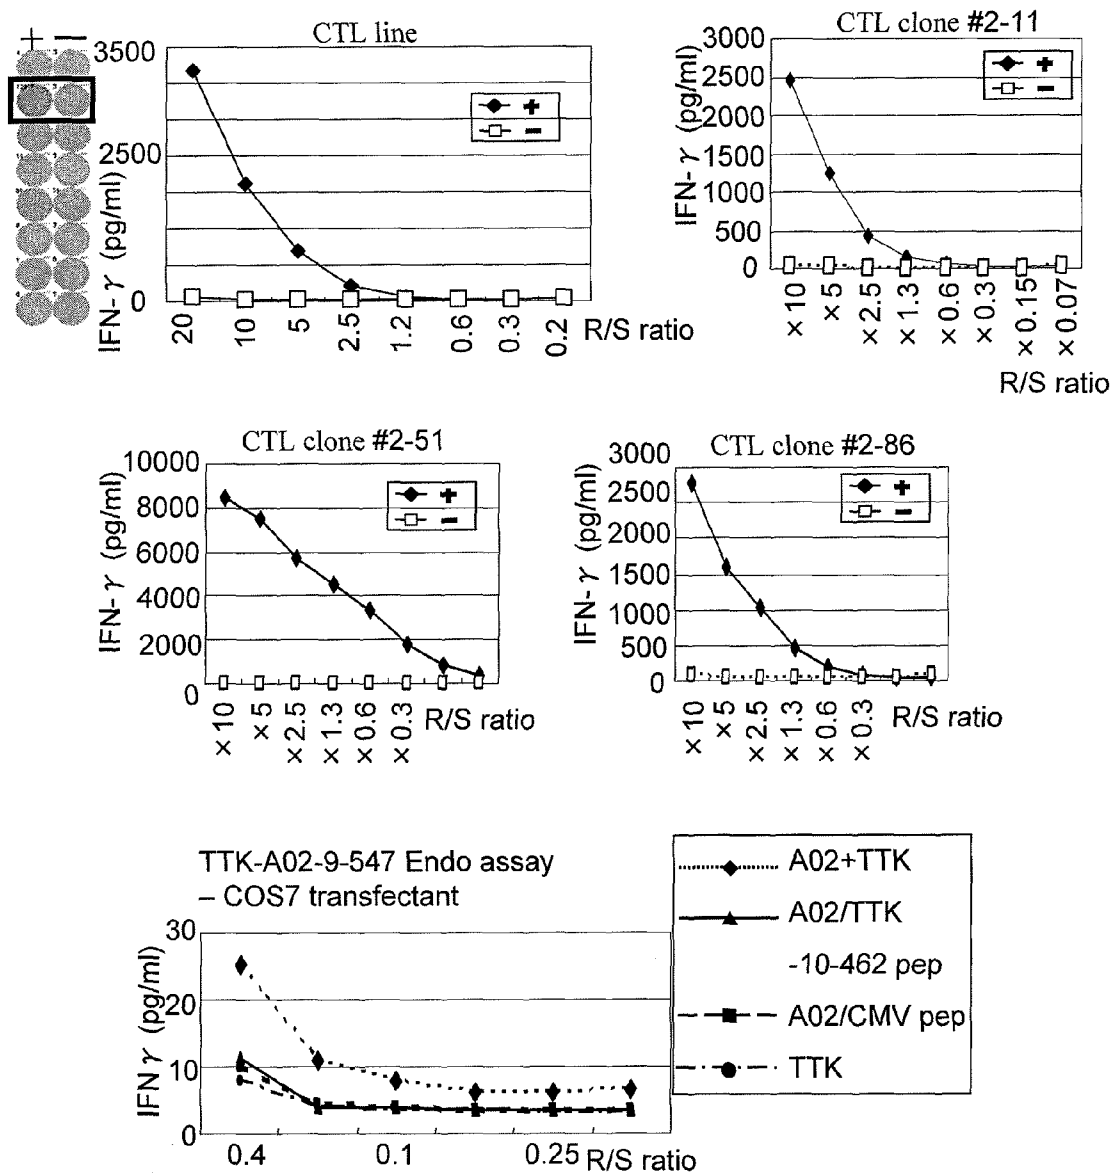 + −
CTL line
IFN-γ (pg/ml)
3500
2500
0
+
−
20 10 5 2.5 1.2 0.6 0.3 0.2 R/S ratio
CTL clone #2-11
IFN-γ (pg/ml)
3000
2500
2000
1500
1000
500
0
+
−
×10 ×5 ×2.5 ×1.3 ×0.6 ×0.3 ×0.15 ×0.07
R/S ratio
CTL clone #2-51
IFN-γ (pg/ml)
10000
8000
6000
4000
2000
0
+
−
×10 ×5 ×2.5 ×1.3 ×0.6 ×0.3 R/S ratio
CTL clone #2-86
IFN-γ (pg/ml)
3000
2500
2000
1500
1000
500
0
+
−
×10 ×5 ×2.5 ×1.3 ×0.6 ×0.3 R/S ratio
TTK-A02-9-547 Endo assay
– COS7 transfectant
IFN γ (pg/ml)
30
20
10
0
0.4 0.1 0.25 R/S ratio
A02+TTK
A02/TTK
-10-462 pep
A02/CMV pep
TTK